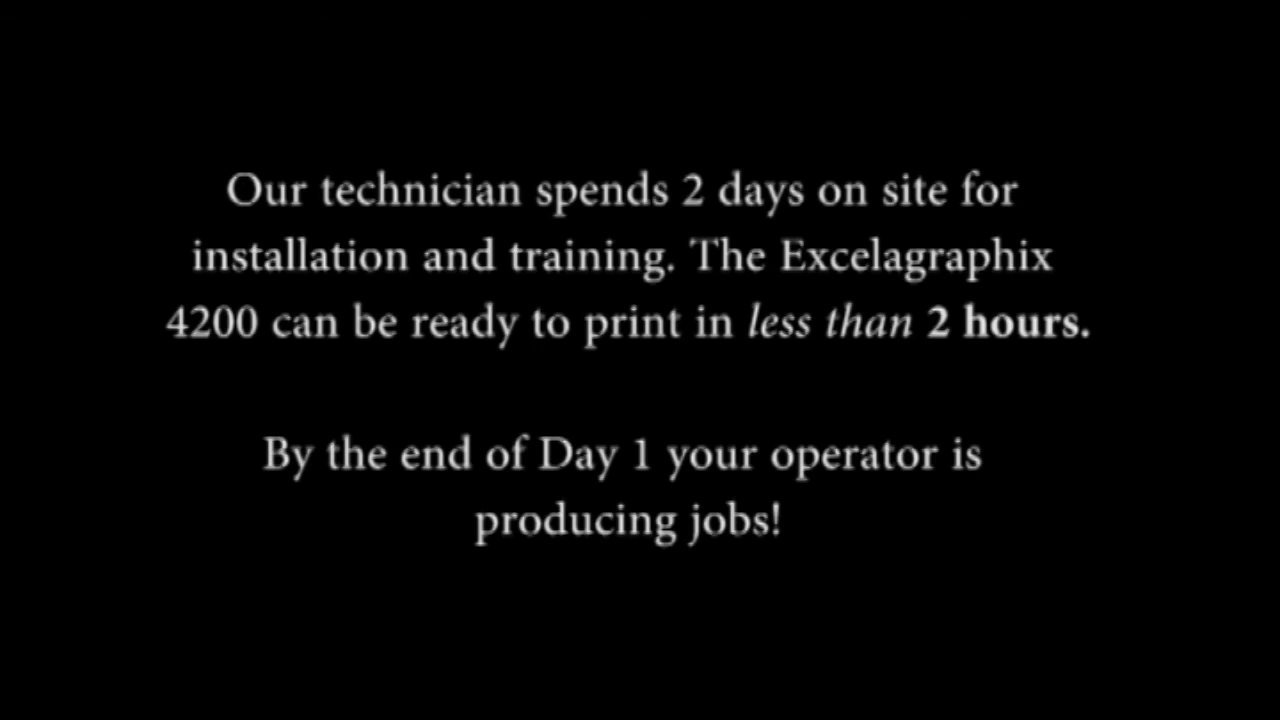 Our technician spends 2 days on site for
installation and training. The Excelagraphix
4200 can be ready to print in less than 2 hours.
By the end of Day 1 your operator is
producing jobs!